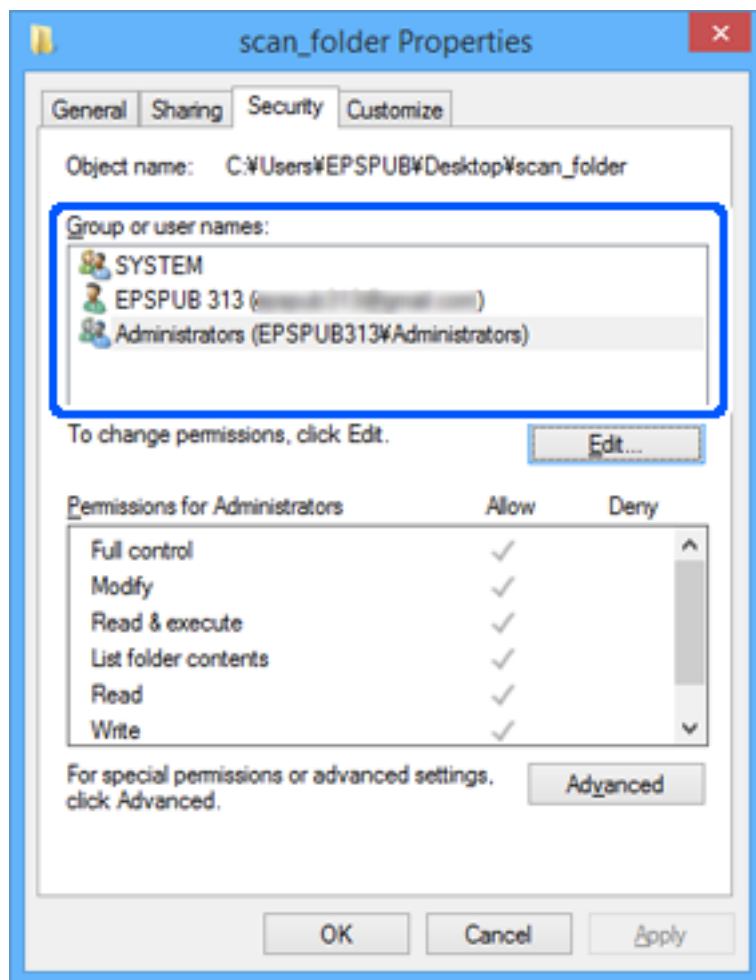 scan_folder Properties
General Sharing Security Customize
Object name: C:¥Users¥EPSPUB¥Desktop¥scan_folder
Group or user names:
SYSTEM
EPSPUB 313 ( )
Administrators (EPSPUB313¥Administrators)
To change permissions, click Edit.
Edit...
Permissions for Administrators Allow Deny
Full control
Modify
Read & execute
List folder contents
Read
Write
For special permissions or advanced settings,
click Advanced.
Advanced
OK Cancel Apply